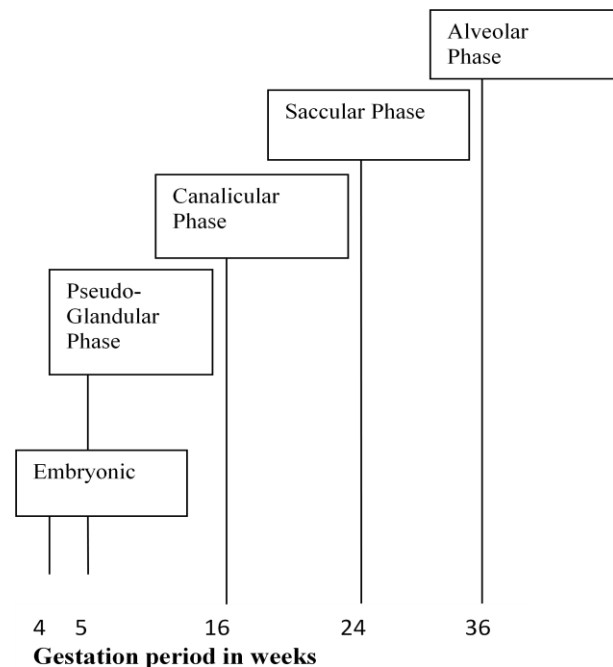 Alveolar
Phase
Saccular Phase
Canalicular
Phase
Pseudo-
Glandular
Phase
Embryonic
4 5 16 24 36
Gestation period in weeks